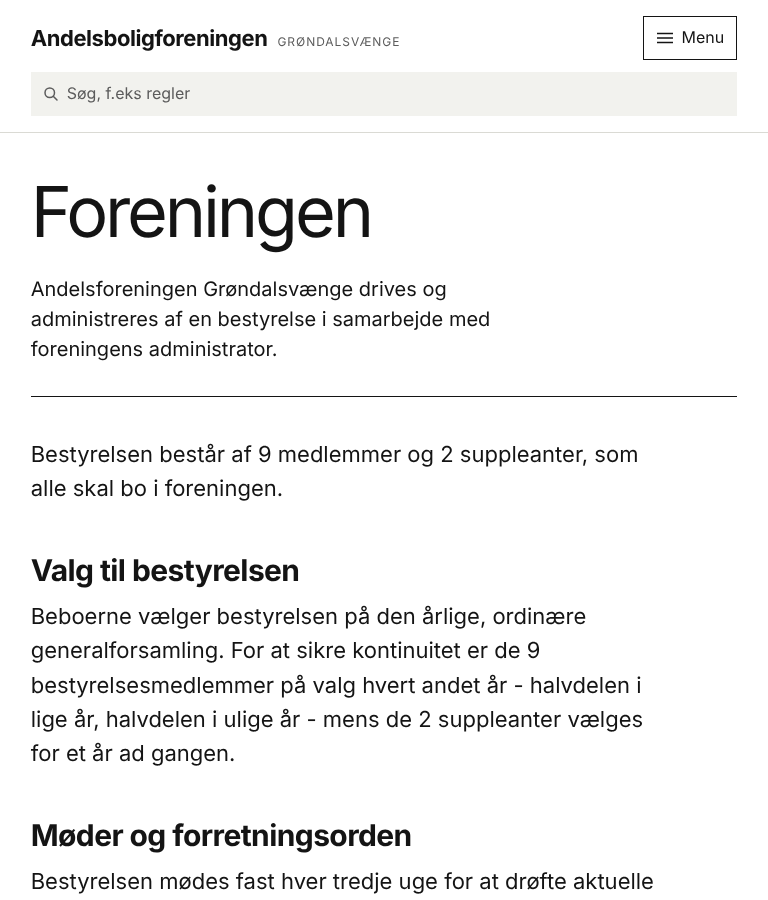 Andelsboligforeningen GRØNDALSVÆNGE
Menu
Søg, f.eks regler
Foreningen
Andelsforeningen Grøndalsvænge drives og
administreres af en bestyrelse i samarbejde med
foreningens administrator.
Bestyrelsen består af 9 medlemmer og 2 suppleanter, som
alle skal bo i foreningen.
Valg til bestyrelsen
Beboerne vælger bestyrelsen på den årlige, ordinære
generalforsamling. For at sikre kontinuitet er de 9
bestyrelsesmedlemmer på valg hvert andet år - halvdelen i
lige år, halvdelen i ulige år - mens de 2 suppleanter vælges
for et år ad gangen.
Møder og forretningsorden
Bestyrelsen mødes fast hver tredje uge for at drøfte aktuelle